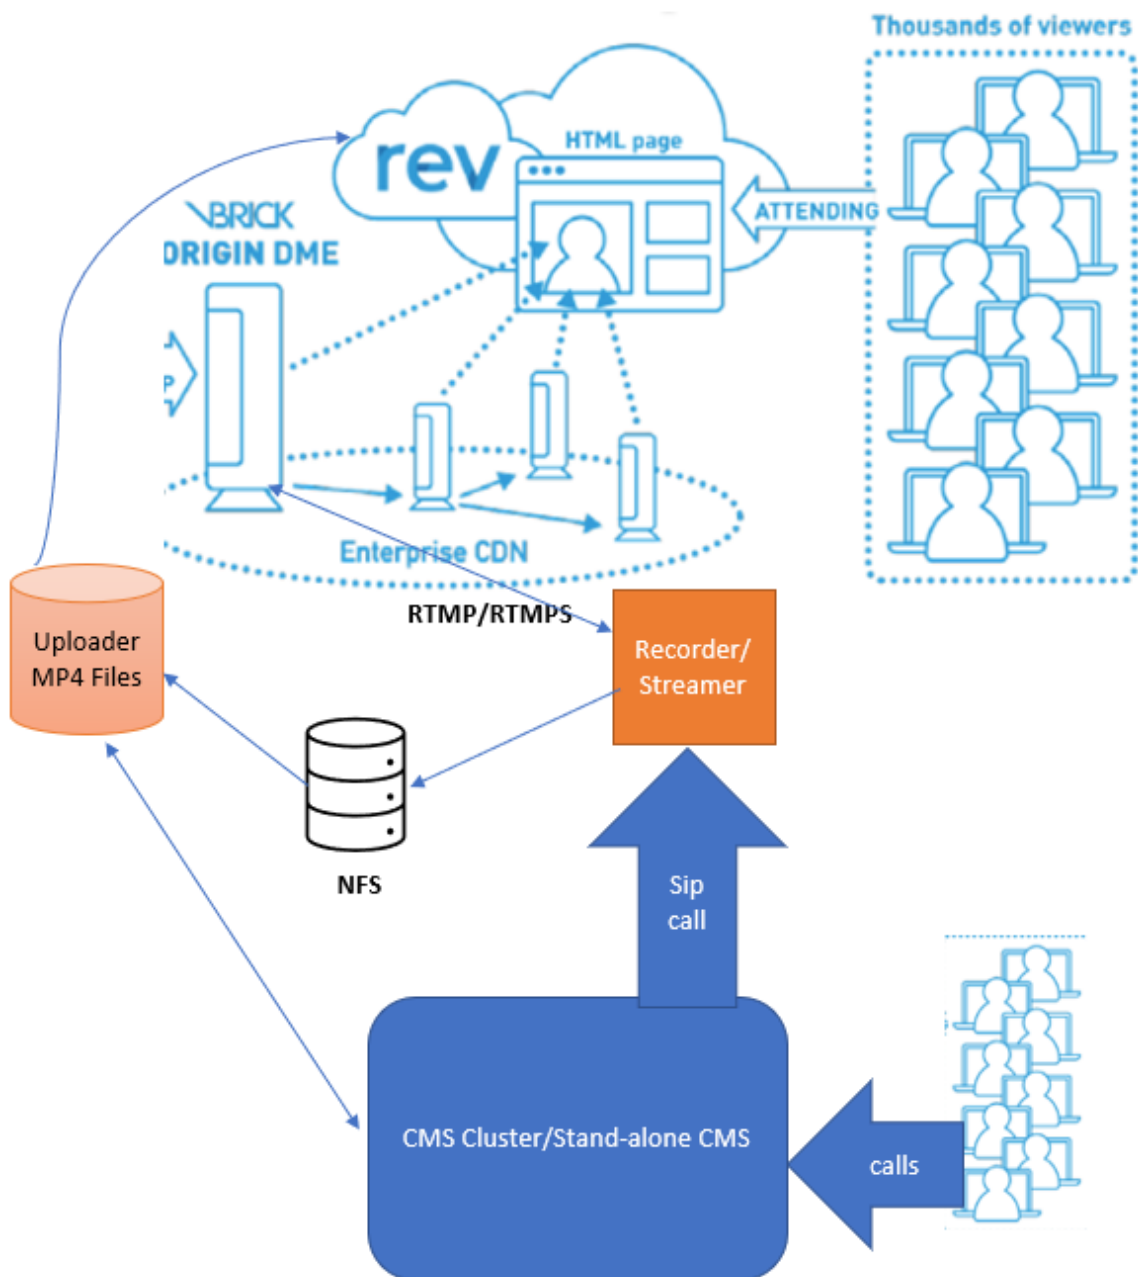 Thousands of viewers
rev
HTML page
ATTENDING
VBRICK
ORIGIN DME
P
Enterprise CDN
RTMP/RTMPS
Uploader
MP4 Files
Recorder/
Streamer
NFS
Sip
call
CMS Cluster/Stand-alone CMS
calls